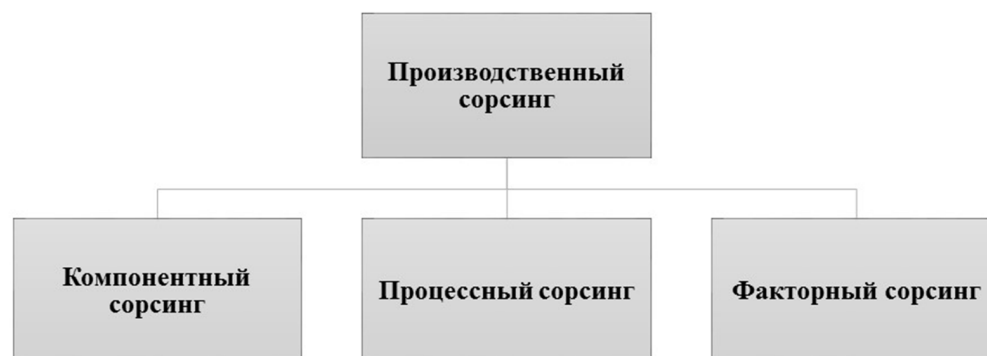 Производственный
сорсинг
Компонентный
сорсинг
Процессный сорсинг
Факторный сорсинг